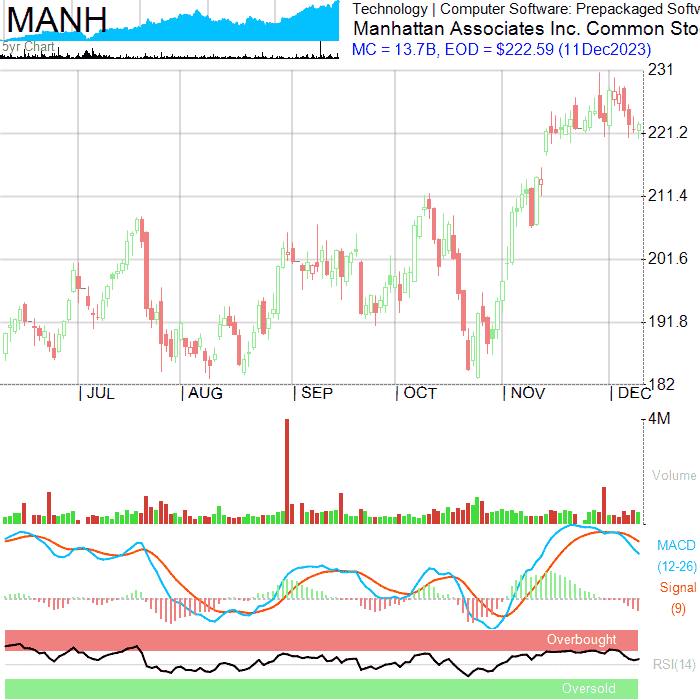 MANH
5yr Chart
Technology | Computer Software: Prepackaged Softw
Manhattan Associates Inc. Common Sto
MC = 13.7B, EOD = $222.59 (11Dec2023)
231
221.2
211.4
201.6
191.8
182
| JUL | AUG | SEP | OCT | NOV | DEC
4M
Volume
MACD
(12-26)
Signal
(9)
Overbought
RSI(14)
Oversold